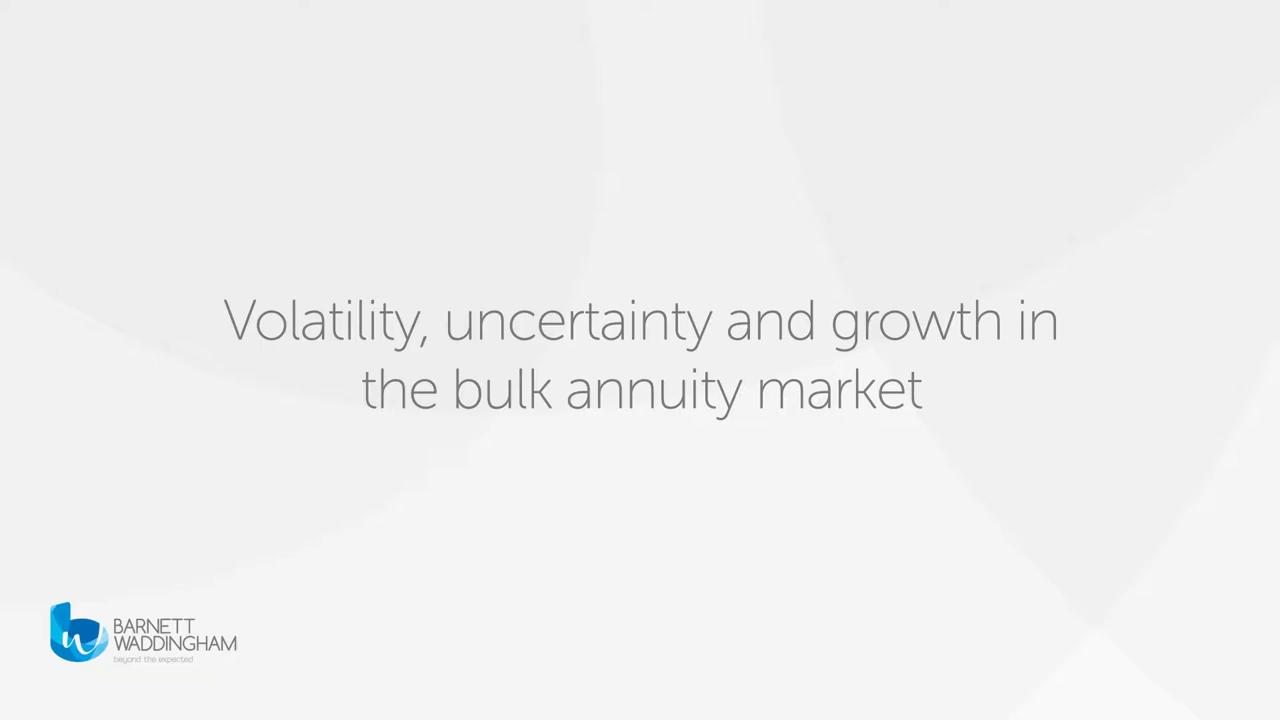 Volatility, uncertainty and growth in
the bulk annuity market
BARNETT
WADDINGHAM
beyond the expected